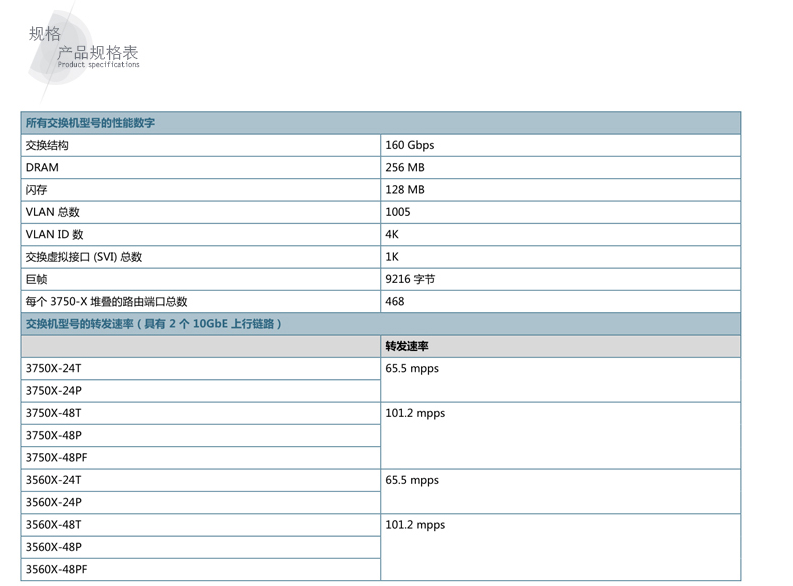 规格
产品规格表
Product specifications
所有交换机型号的性能数字
交换结构 160 Gbps
DRAM 256 MB
闪存 128 MB
VLAN 总数 1005
VLAN ID 数 4K
交换虚拟接口 (SVI) 总数 1K
巨帧 9216 字节
每个 3750-X 堆叠的路由端口总数 468
交换机型号的转发速率 ( 具有 2 个 10GbE 上行链路 )
转发速率
3750X-24T 65.5 mpps
3750X-24P
3750X-48T 101.2 mpps
3750X-48P
3750X-48PF
3560X-24T 65.5 mpps
3560X-24P
3560X-48T 101.2 mpps
3560X-48P
3560X-48PF